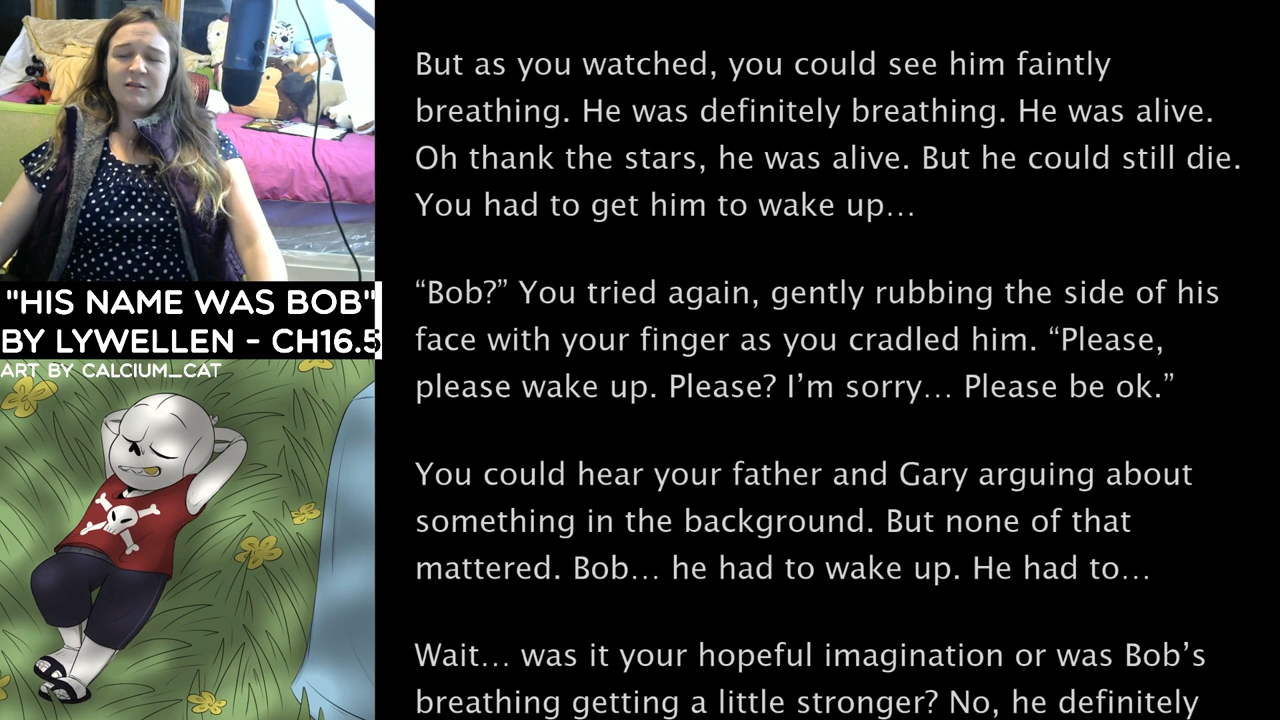 But as you watched, you could see him faintly
breathing. He was definitely breathing. He was alive.
Oh thank the stars, he was alive. But he could still die.
You had to get him to wake up…
“Bob?” You tried again, gently rubbing the side of his
face with your finger as you cradled him. “Please,
please wake up. Please? I’m sorry… Please be ok.”
You could hear your father and Gary arguing about
something in the background. But none of that
mattered. Bob… he had to wake up. He had to…
Wait… was it your hopeful imagination or was Bob’s
breathing getting a little stronger? No, he definitely
"HIS NAME WAS BOB"
BY LYWELLEN - CH16.5
ART BY CALCIUM_CAT